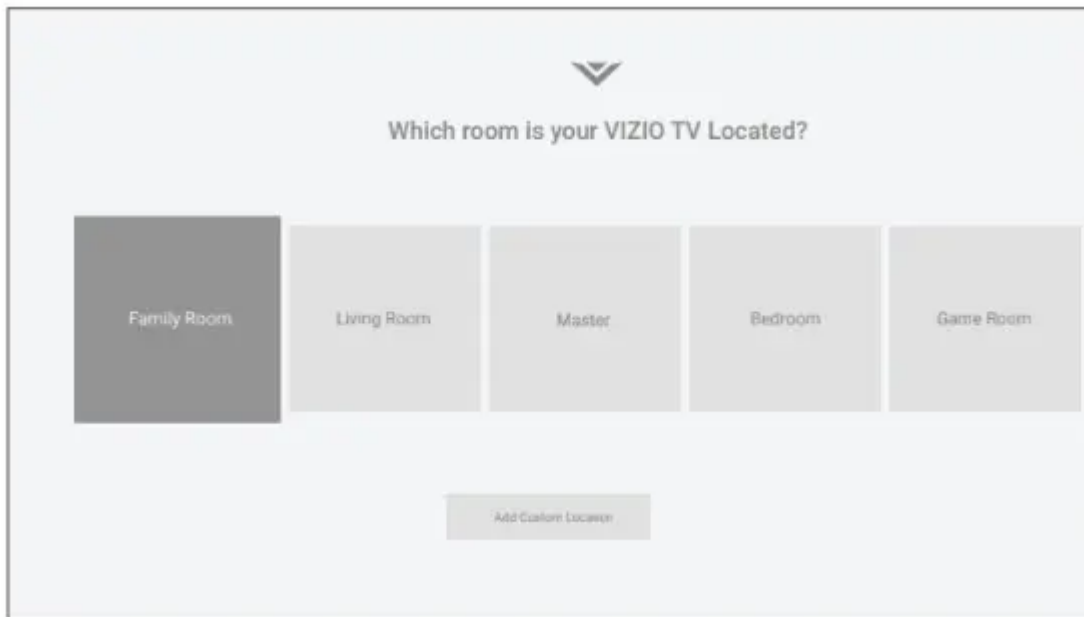 Which room is your VIZIO TV Located?
Family Room
Living Room
Master
Bedroom
Game Room
Add Custom Location